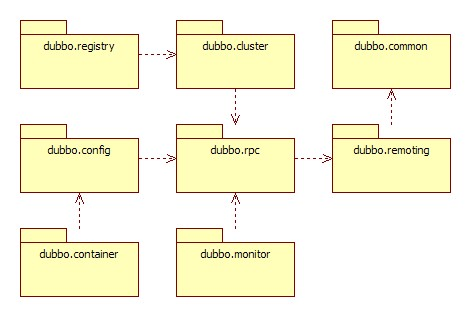 dubbo.registry
dubbo.cluster
dubbo.common
dubbo.config
dubbo.rpc
dubbo.remoting
dubbo.container
dubbo.monitor